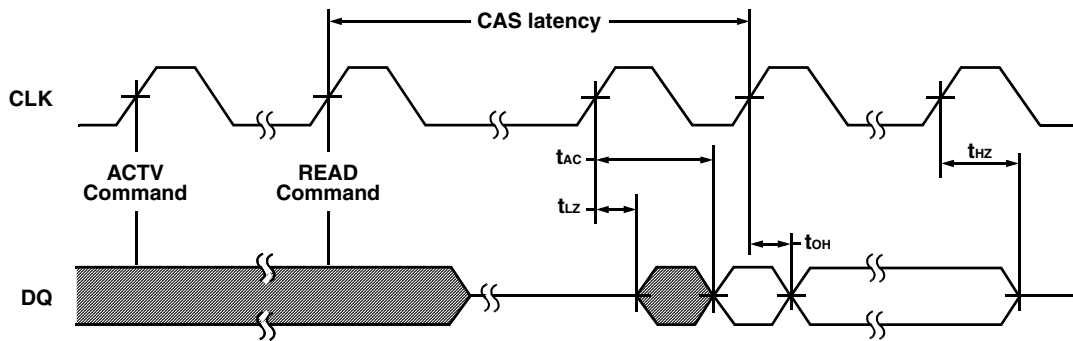 CAS latency
CLK
ACTV
Command
READ
Command
tAC
tHZ
tLZ
tOH
DQ